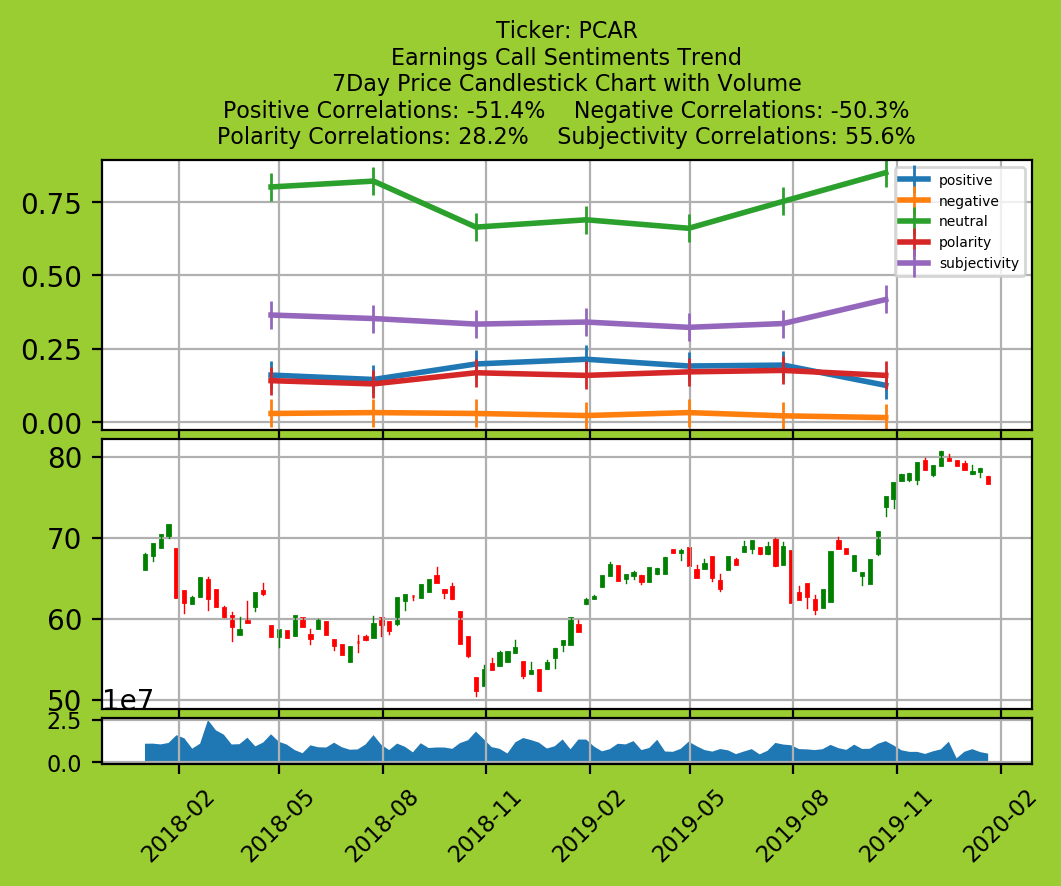 Ticker: PCAR
Earnings Call Sentiments Trend
7Day Price Candlestick Chart with Volume
Positive Correlations: -51.4%    Negative Correlations: -50.3%
Polarity Correlations: 28.2%    Subjectivity Correlations: 55.6%
0.75
0.50
0.25
0.00
positive
negative
neutral
polarity
subjectivity
80
70
60
50
1e7
2.5
0.0
2018-02
2018-05
2018-08
2018-11
2019-02
2019-05
2019-08
2019-11
2020-02